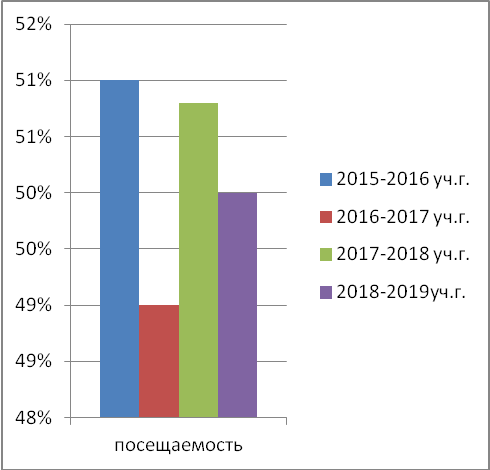 52%
51%
51%
50%
50%
49%
49%
48%
посещаемость
2015-2016 уч.г.
2016-2017 уч.г.
2017-2018 уч.г.
2018-2019уч.г.